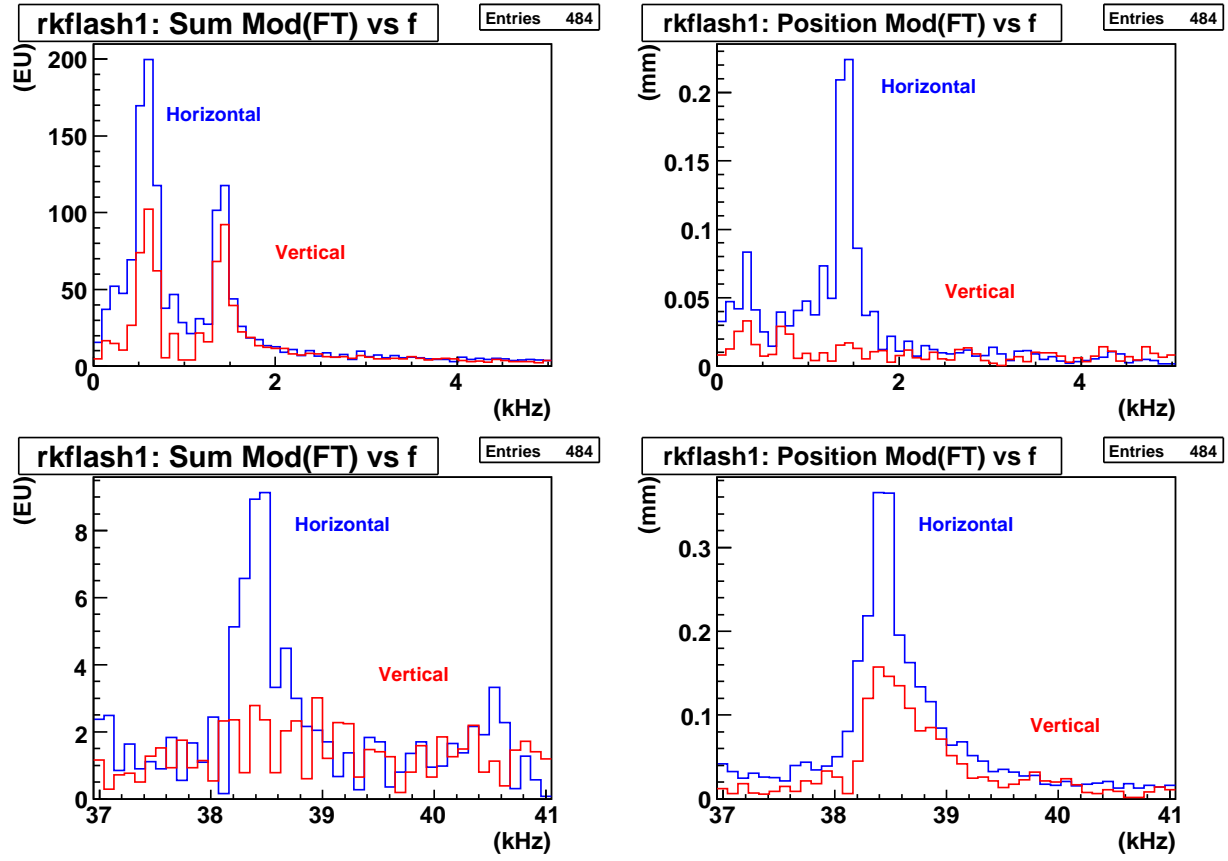 rkflash1: Sum Mod(FT) vs f
Entries 484
(EU)
200
150
100
50
0
Horizontal
Vertical
0 2 4
(kHz)
rkflash1: Position Mod(FT) vs f
Entries 484
(mm)
0.2
0.15
0.1
0.05
0
Horizontal
Vertical
0 2 4
(kHz)
rkflash1: Sum Mod(FT) vs f
Entries 484
(EU)
8
6
4
2
0
Horizontal
Vertical
37 38 39 40 41
(kHz)
rkflash1: Position Mod(FT) vs f
Entries 484
(mm)
0.3
0.2
0.1
0
Horizontal
Vertical
37 38 39 40 41
(kHz)